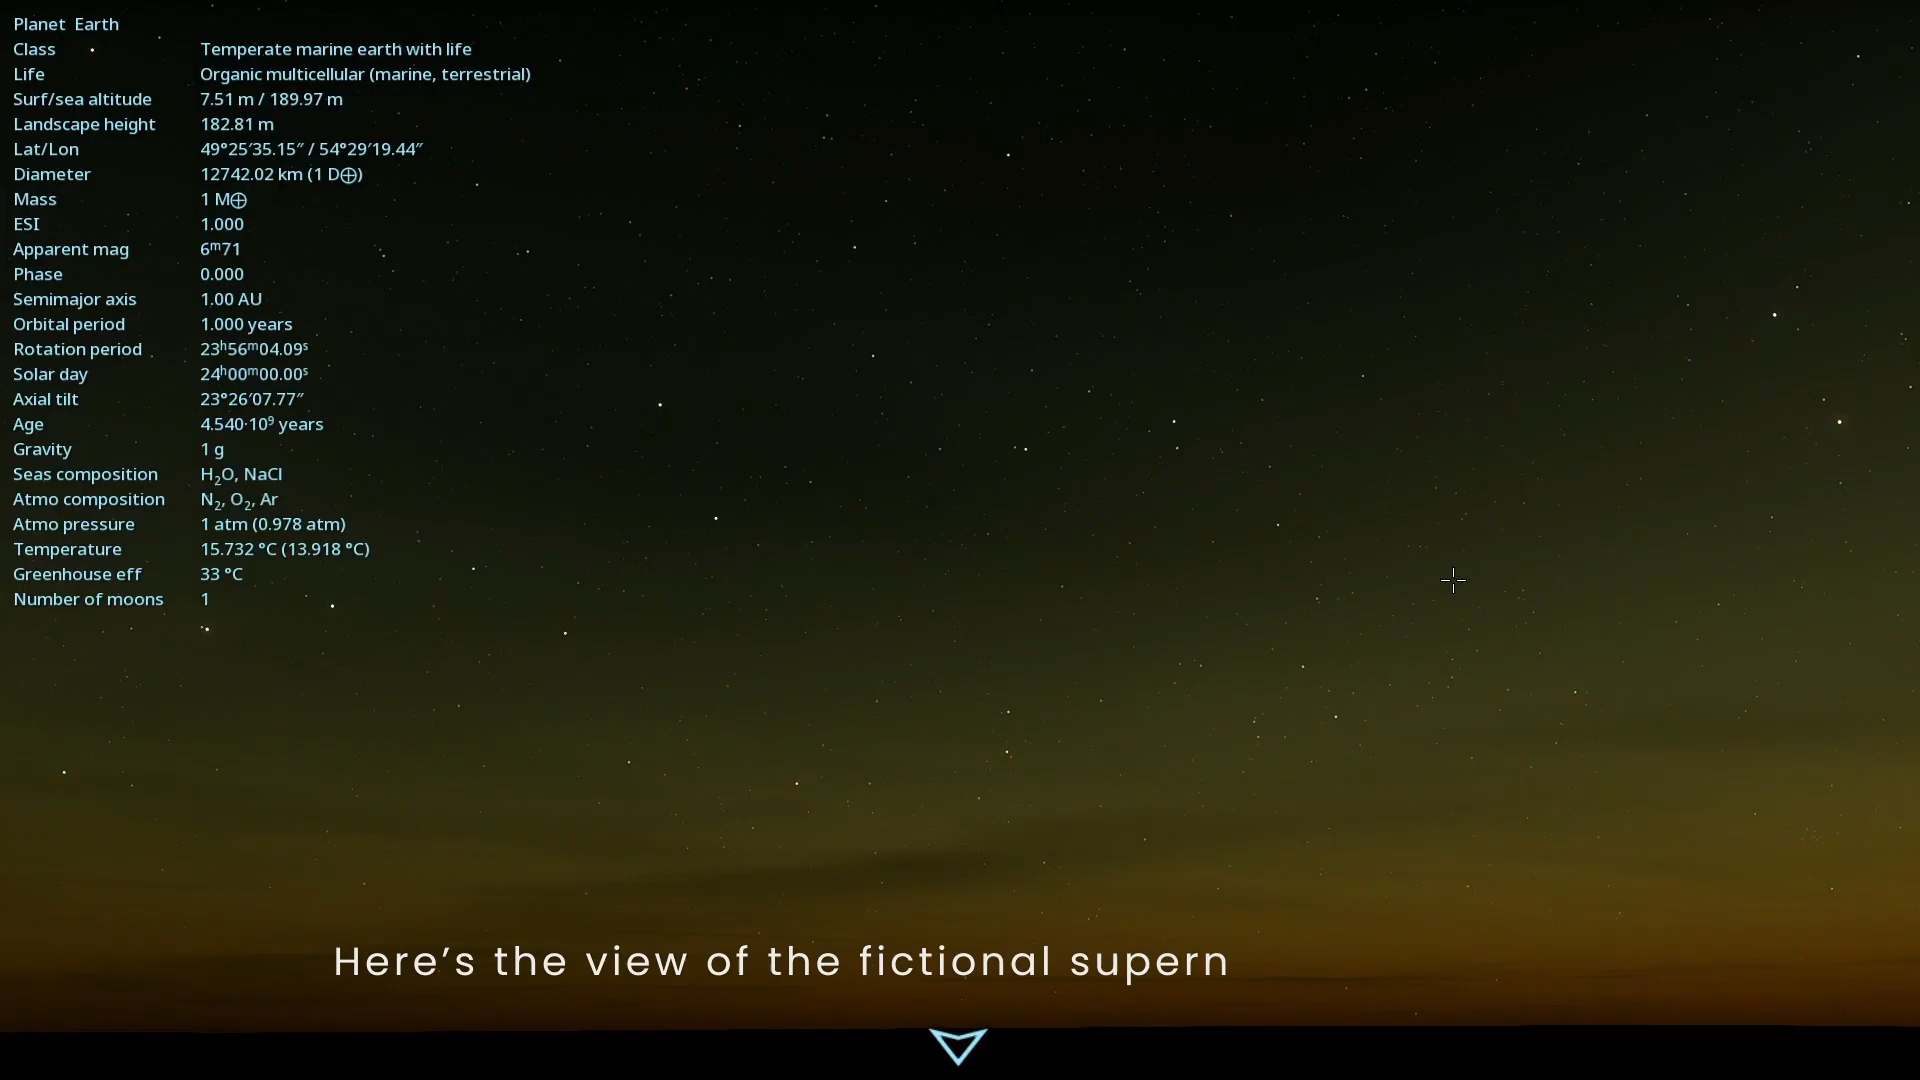 Planet Earth
Class Temperate marine earth with life
Life Organic multicellular (marine, terrestrial)
Surf/sea altitude 7.51 m / 189.97 m
Landscape height 182.81 m
Lat/Lon 49°25′35.15″ / 54°29′19.44″
Diameter 12742.02 km (1 D⊕)
Mass 1 M⊕
ESI 1.000
Apparent mag 6ᵐ71
Phase 0.000
Semimajor axis 1.00 AU
Orbital period 1.000 years
Rotation period 23ʰ56ᵐ04.09ˢ
Solar day 24ʰ00ᵐ00.00ˢ
Axial tilt 23°26′07.77″
Age 4.540·10⁹ years
Gravity 1 g
Seas composition H₂O, NaCl
Atmo composition N₂, O₂, Ar
Atmo pressure 1 atm (0.978 atm)
Temperature 15.732 °C (13.918 °C)
Greenhouse eff 33 °C
Number of moons 1
Here’s the view of the fictional supern